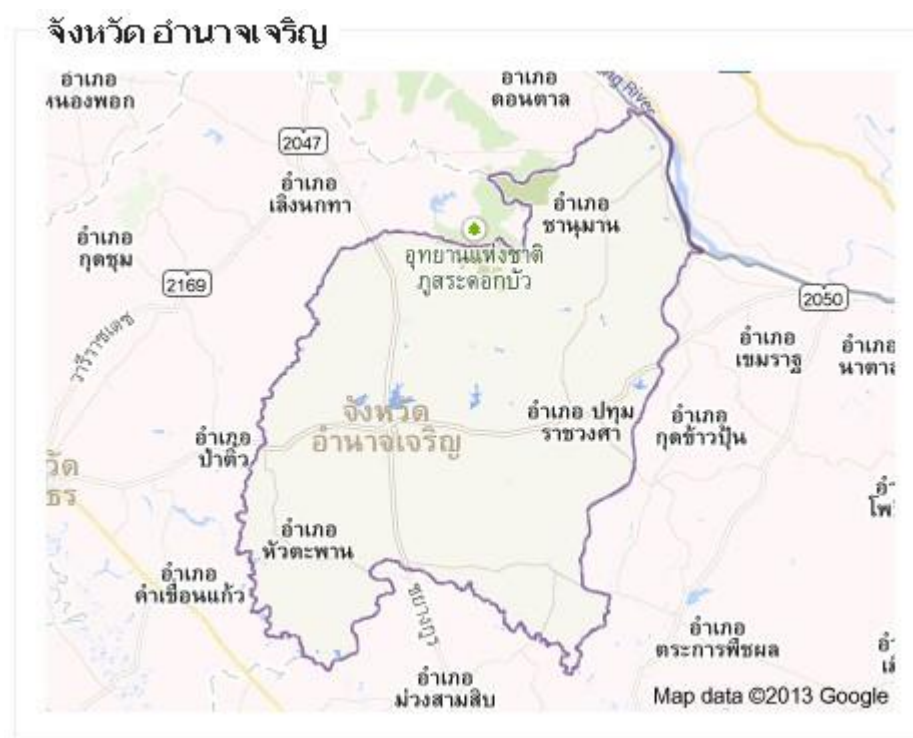 จังหวัด อำนาจเจริญ
อำเภอ
หนองพอก
อำเภอ
ดอนตาล
River
2047
อำเภอ
เลิงนกทา
อำเภอ
ชานุมาน
อำเภอ
กุดชุม
อุทยานแห่งชาติ
ภูสระดอกบัว
2169
2050
วารีราชเดช
อำเภอ
เขมราฐ
อำเภอ
นาตาล
จังหวัด
อำนาจเจริญ
อำเภอ ปทุม
ราชวงศา
อำเภอ
กุดข้าวปุ้น
อำเภอ
ป่าติ้ว
อำเภอ
หัวตะพาน
อำเภอ
คำเขื่อนแก้ว
ชยางกูร
อำเภอ
ตระการพืชผล
อำเภอ
ม่วงสามสิบ
Map data ©2013 Google